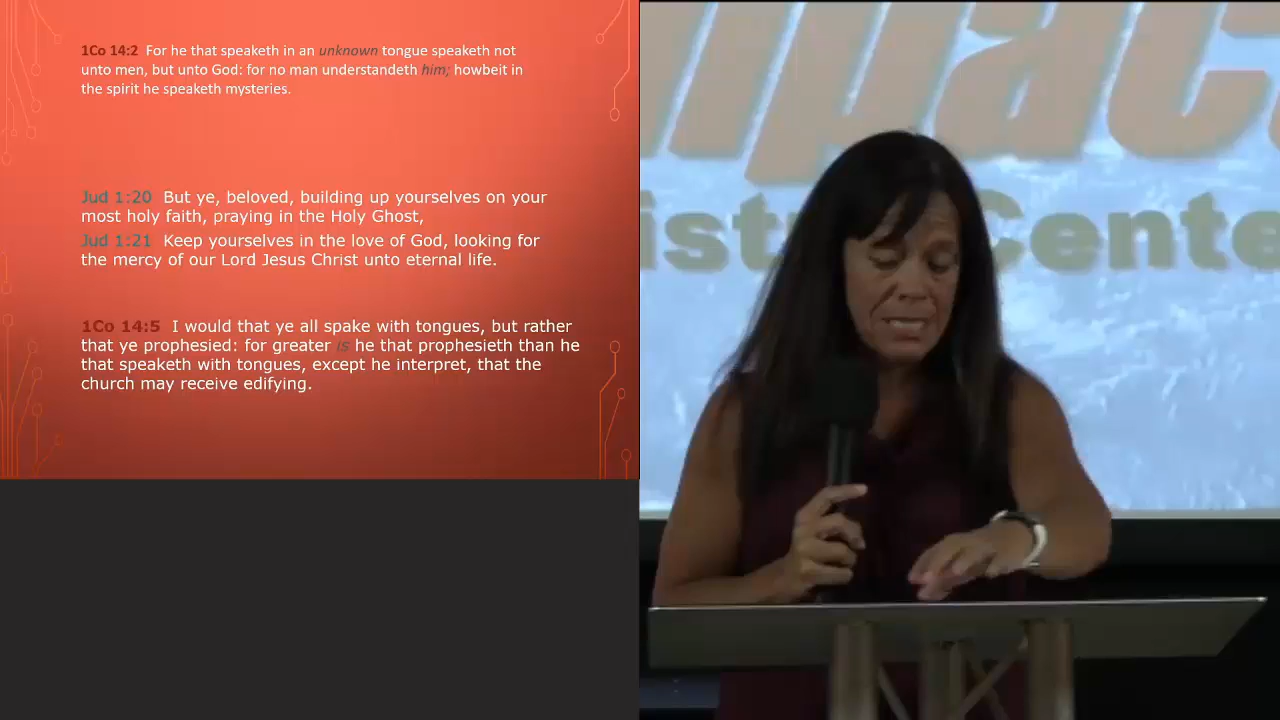 1Co 14:2 For he that speaketh in an unknown tongue speaketh not
unto men, but unto God: for no man understandeth him; howbeit in
the spirit he speaketh mysteries.
Jud 1:20 But ye, beloved, building up yourselves on your
most holy faith, praying in the Holy Ghost,
Jud 1:21 Keep yourselves in the love of God, looking for
the mercy of our Lord Jesus Christ unto eternal life.
1Co 14:5 I would that ye all spake with tongues, but rather
that ye prophesied: for greater is he that prophesieth than he
that speaketh with tongues, except he interpret, that the
church may receive edifying.
mpac
istr Cente